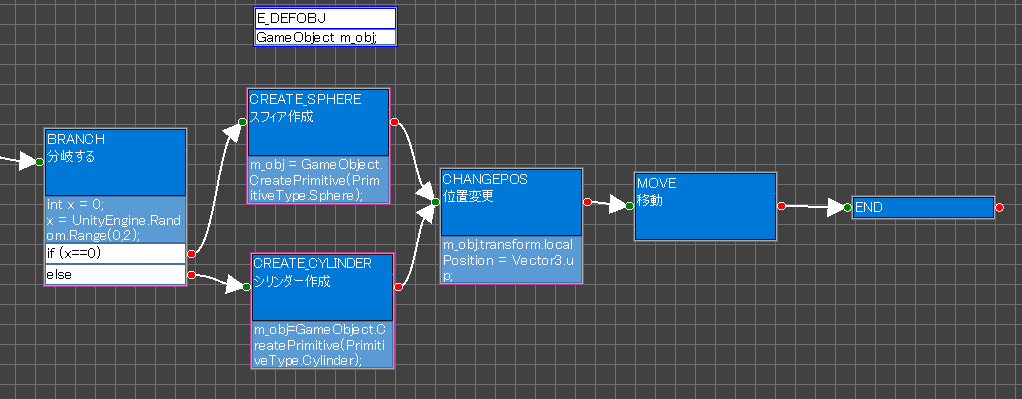 E_DEFOBJ
GameObject m_obj;
BRANCH
分岐する
int x = 0;
x = UnityEngine.Ran
dom.Range(0,2);
if (x==0)
else
CREATE_SPHERE
スフィア作成
m_obj = GameObject.
CreatePrimitive(Prim
itiveType.Sphere);
CREATE_CYLINDER
シリンダー作成
m_obj=GameObject.C
reatePrimitive(Primiti
veType.Cylinder);
CHANGEPOS
位置変更
m_obj.transform.local
Position = Vector3.u
p;
MOVE
移動
END